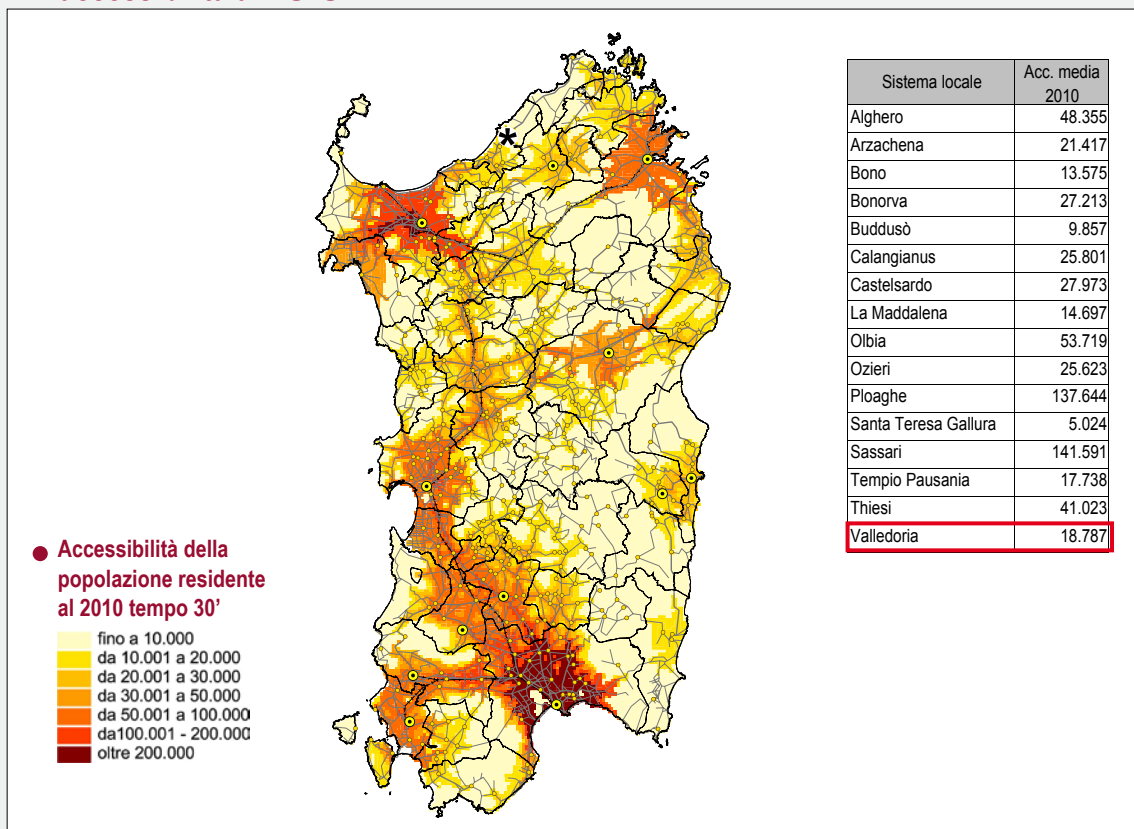 Sistema locale Acc. media 2010
Alghero 48.355
Arzachena 21.417
Bono 13.575
Bonorva 27.213
Buddusò 9.857
Calangianus 25.801
Castelsardo 27.973
La Maddalena 14.697
Olbia 53.719
Ozieri 25.623
Ploaghe 137.644
Santa Teresa Gallura 5.024
Sassari 141.591
Tempio Pausania 17.738
Thiesi 41.023
Valledoria 18.787
*
● Accessibilità della
popolazione residente
al 2010 tempo 30'
fino a 10.000
da 10.001 a 20.000
da 20.001 a 30.000
da 30.001 a 50.000
da 50.001 a 100.000
da100.001 - 200.000
oltre 200.000